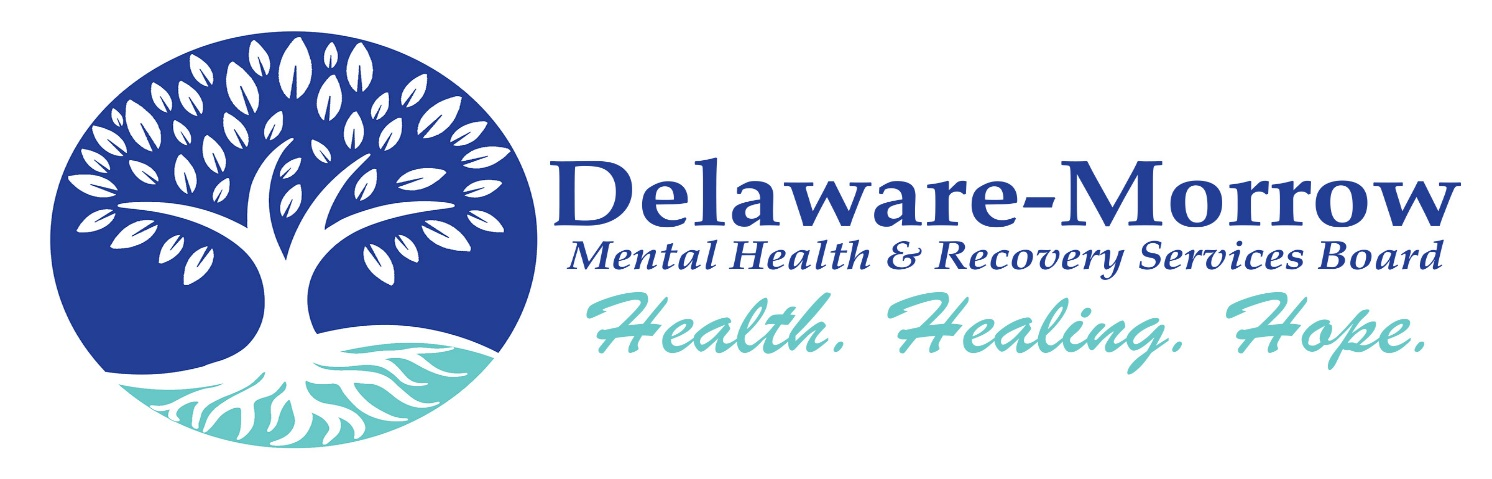 Delaware-Morrow
Mental Health & Recovery Services Board
Health. Healing. Hope.